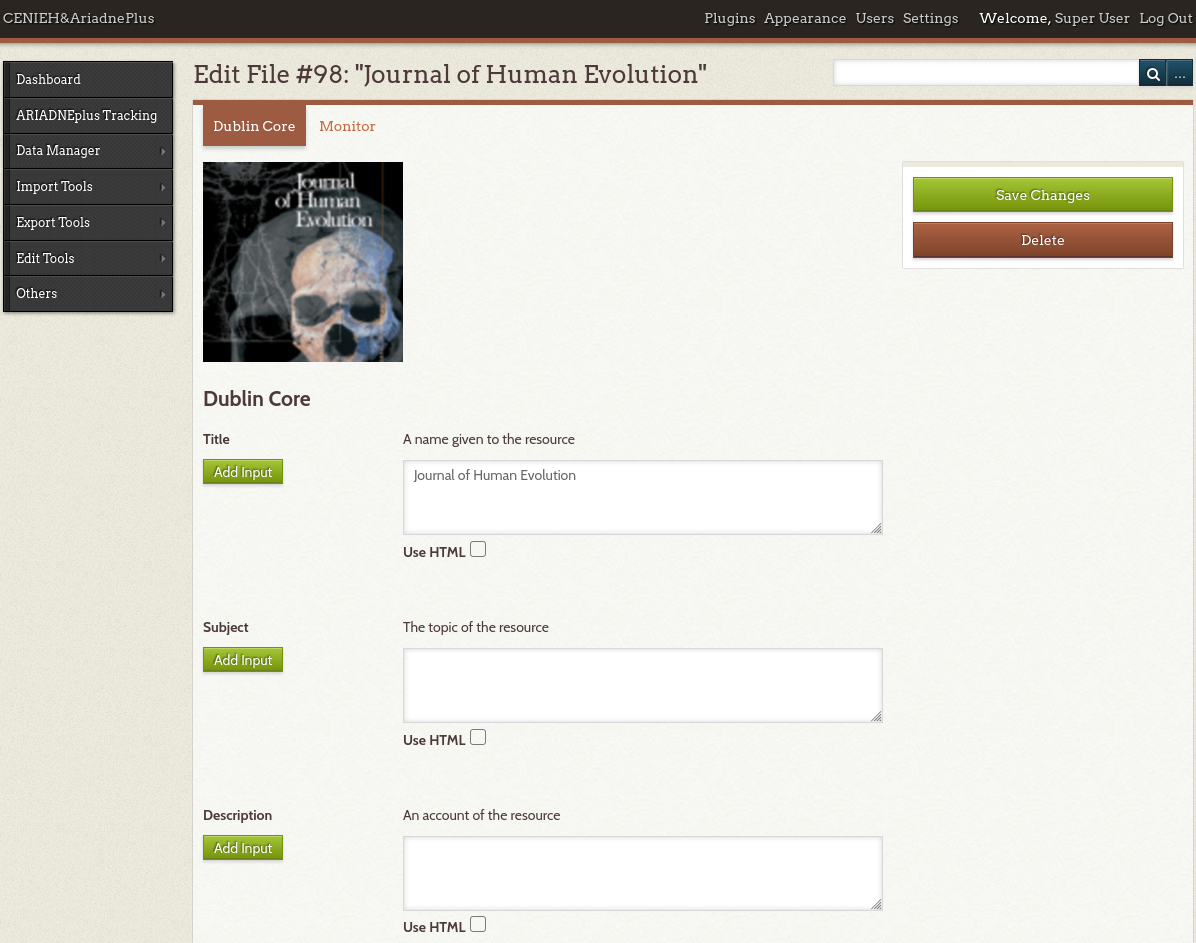 CENIEH&AriadnePlus
Plugins Appearance Users Settings Welcome, Super User Log Out
Dashboard
ARIADNEplus Tracking
Data Manager
Import Tools
Export Tools
Edit Tools
Others
Edit File #98: "Journal of Human Evolution"
...
Dublin Core Monitor
Journal
of Human
Evolution
Save Changes
Delete
Dublin Core
Title
Add Input
A name given to the resource
Journal of Human Evolution
Use HTML
Subject
Add Input
The topic of the resource
Use HTML
Description
Add Input
An account of the resource
Use HTML